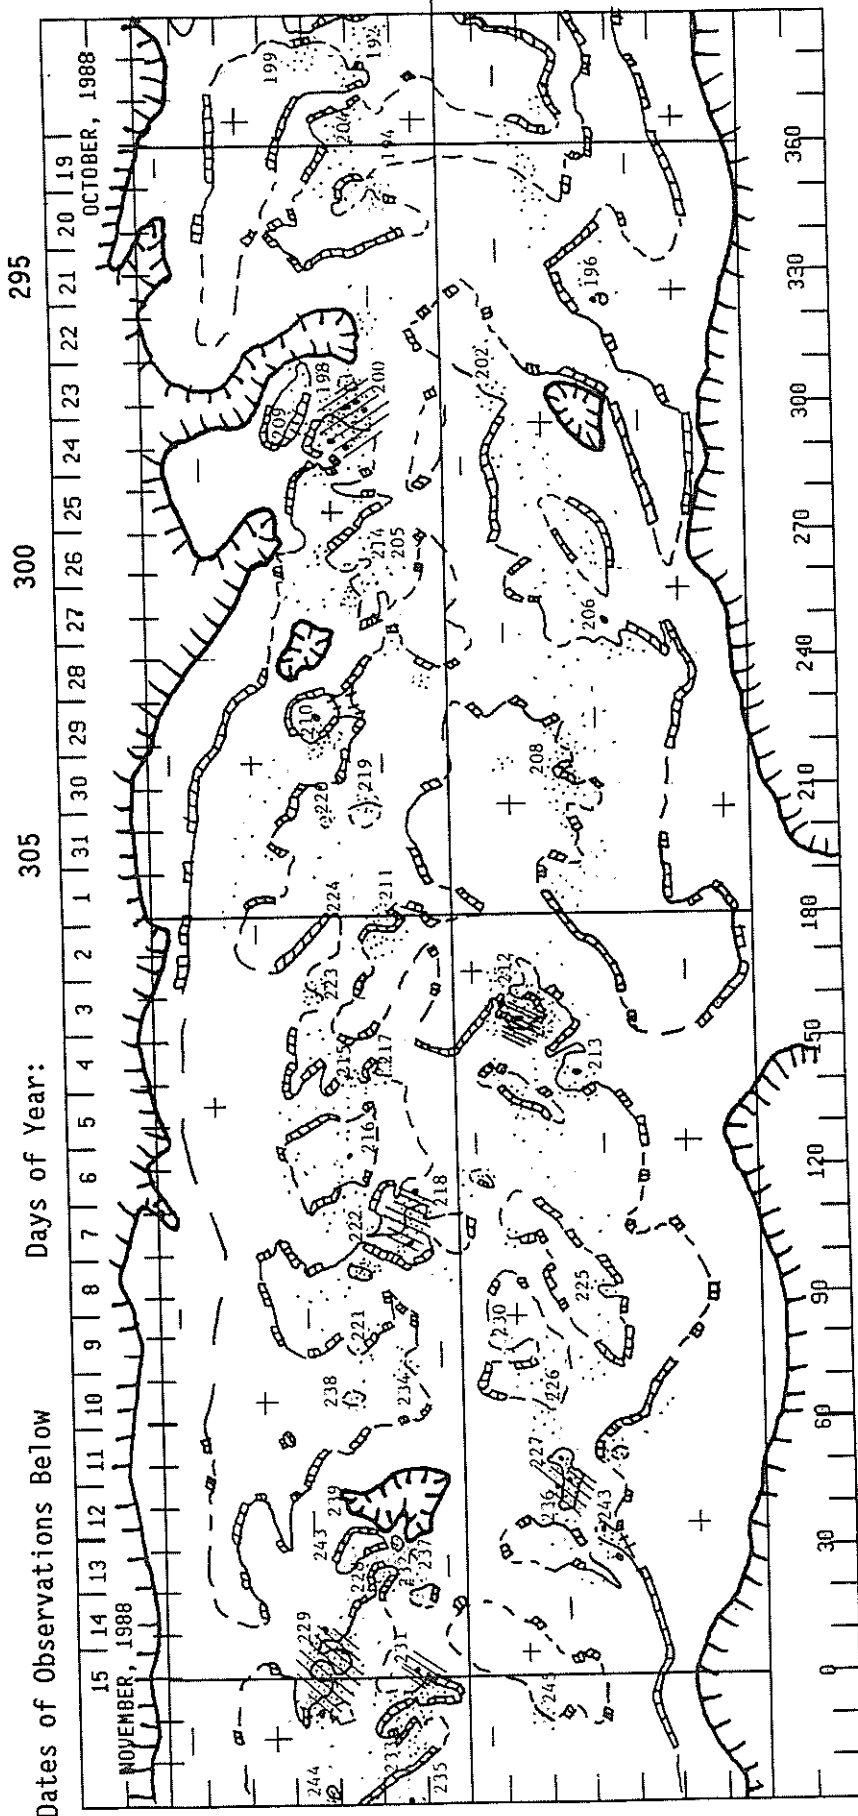 Dates of Observations Below Days of Year: 305 300 295
15 | 14 | 13 | 12 | 11 | 10 | 9 | 8 | 7 | 6 | 5 | 4 | 3 | 2 | 1 | 31 | 30 | 29 | 28 | 27 | 26 | 25 | 24 | 23 | 22 | 21 | 20 | 19
NOVEMBER, 1988 OCTOBER, 1988
244 229 243 239 238 223 224 220 210 209 198 199
228 221 222 216 215 219 204
233 231 237 234 218 217 211 214 205 200 194 192
235
230 212 202
245 236 227 226 225 208
243 213 206 196
0 30 60 90 120 150 180 210 240 270 300 330 360